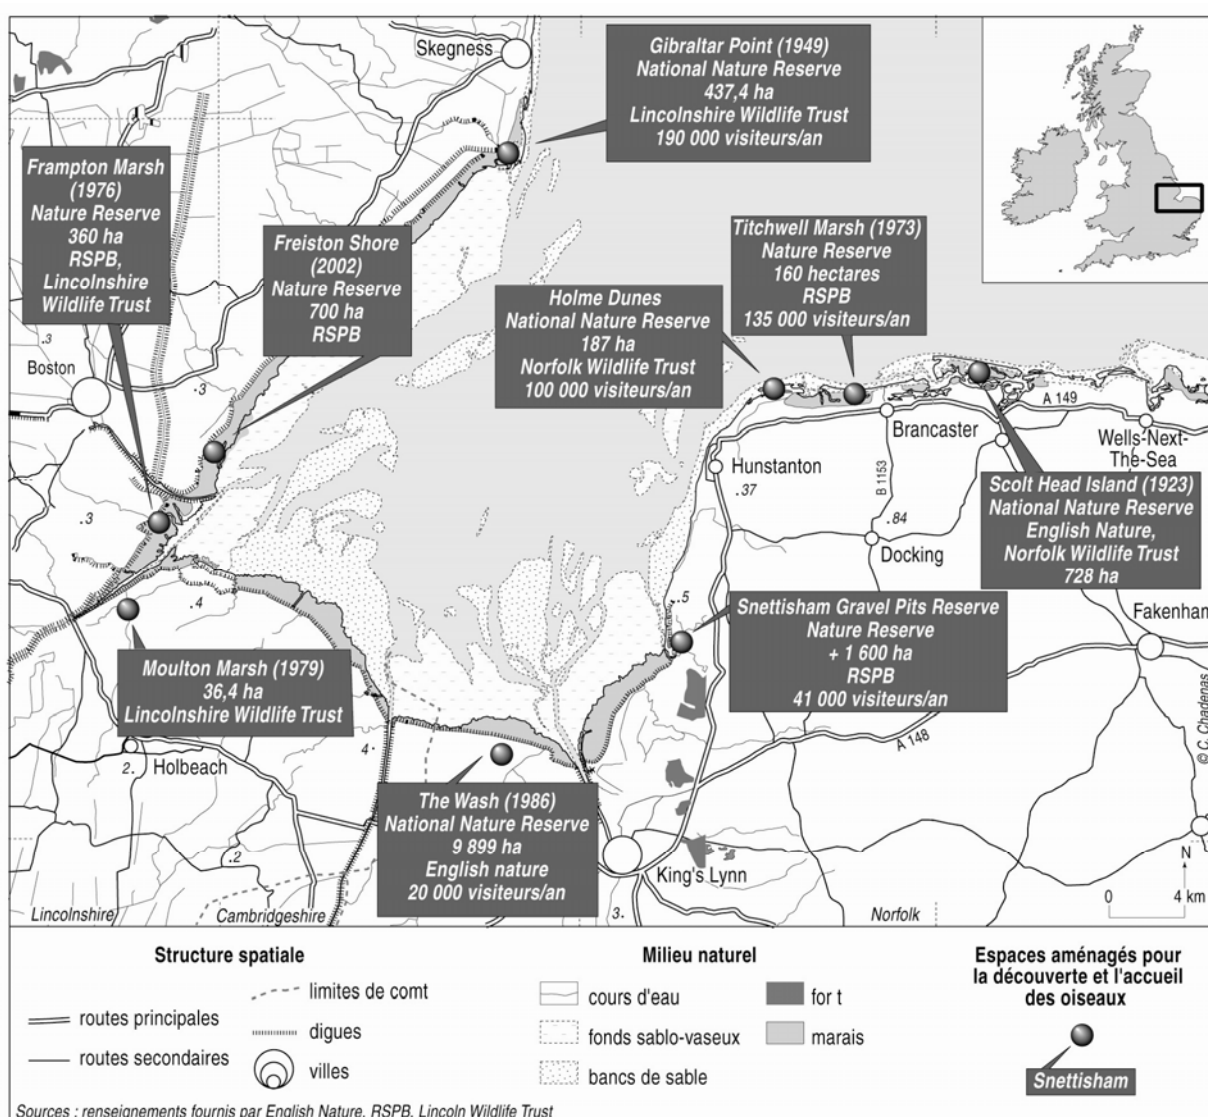 Skegness
Gibraltar Point (1949)
National Nature Reserve
437,4 ha
Lincolnshire Wildlife Trust
190 000 visiteurs/an
Frampton Marsh
(1976)
Nature Reserve
360 ha
RSPB,
Lincolnshire
Wildlife Trust
Freiston Shore
(2002)
Nature Reserve
700 ha
RSPB
Titchwell Marsh (1973)
Nature Reserve
160 hectares
RSPB
135 000 visiteurs/an
Holme Dunes
National Nature Reserve
187 ha
Norfolk Wildlife Trust
100 000 visiteurs/an
.3
Boston
.3
A 149
Brancaster
Wells-Next-
The-Sea
Hunstanton
.37
B 1153
Scolt Head Island (1923)
National Nature Reserve
English Nature,
Norfolk Wildlife Trust
728 ha
.3
.84
Docking
.4
.5
Snettisham Gravel Pits Reserve
Nature Reserve
+ 1 600 ha
RSPB
41 000 visiteurs/an
Fakenham
Moulton Marsh (1979)
36,4 ha
Lincolnshire Wildlife Trust
4.
A 148
© C. Chadenas
2.
Holbeach
The Wash (1986)
National Nature Reserve
9 899 ha
English nature
20 000 visiteurs/an
.2
King's Lynn
N
0 4 km
Lincolnshire
Cambridgeshire
3.
Norfolk
Structure spatiale
routes principales
routes secondaires
limites de comt
digues
villes
Milieu naturel
cours d'eau
fonds sablo-vaseux
bancs de sable
for t
marais
Espaces aménagés pour
la découverte et l'accueil
des oiseaux
Snettisham
Sources : renseignements fournis par English Nature, RSPB, Lincoln Wildlife Trust